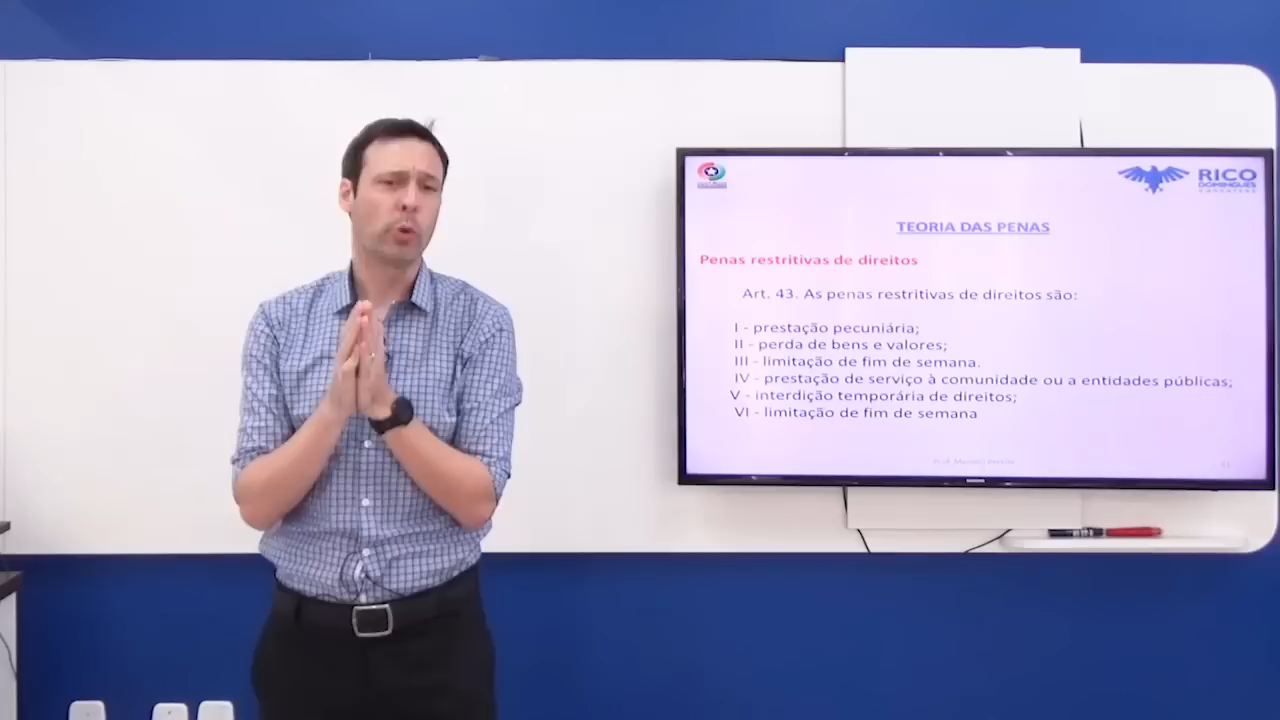 RICO
DOMINGUES
TEORIA DAS PENAS
Penas restritivas de direitos
Art. 43. As penas restritivas de direitos são:
I - prestação pecuniária;
II - perda de bens e valores;
III - limitação de fim de semana.
IV - prestação de serviço à comunidade ou a entidades públicas;
V - interdição temporária de direitos;
VI - limitação de fim de semana